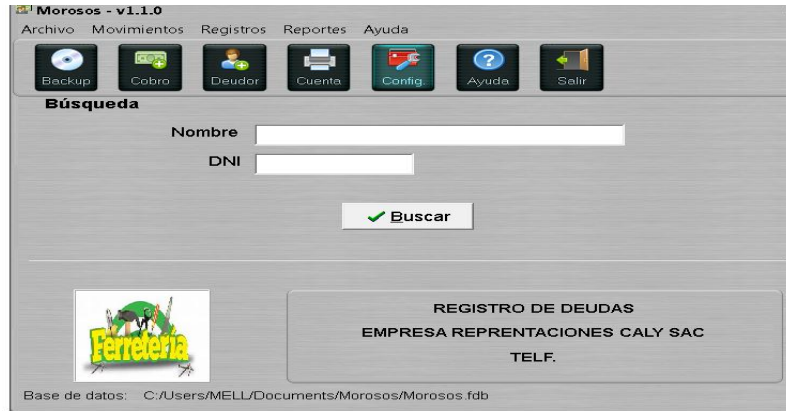 Morosos - v1.1.0
Archivo Movimientos Registros Reportes Ayuda
Backup Cobro Deudor Cuenta Config. Ayuda Salir
Búsqueda
Nombre
DNI
Buscar
Ferretería
REGISTRO DE DEUDAS
EMPRESA REPRENTACIONES CALY SAC
TELF.
Base de datos: C:/Users/MELL/Documents/Morosos/Morosos.fdb